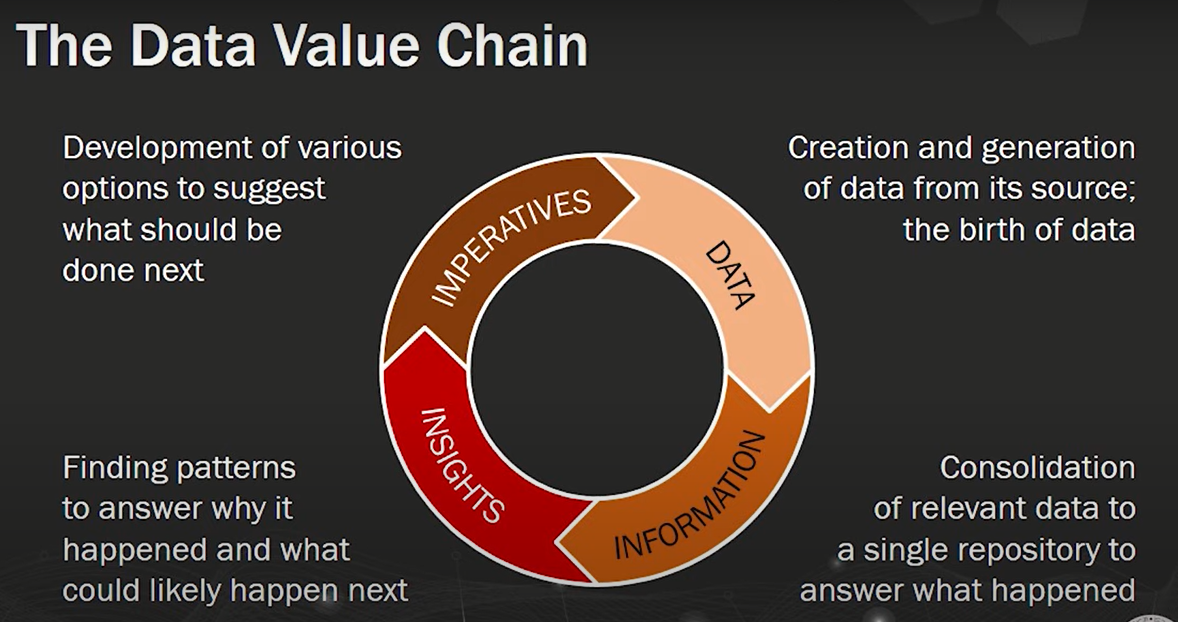 The Data Value Chain
Development of various
options to suggest
what should be
done next
Creation and generation
of data from its source;
the birth of data
IMPERATIVES
DATA
INSIGHTS
INFORMATION
Finding patterns
to answer why it
happened and what
could likely happen next
Consolidation
of relevant data to
a single repository to
answer what happened